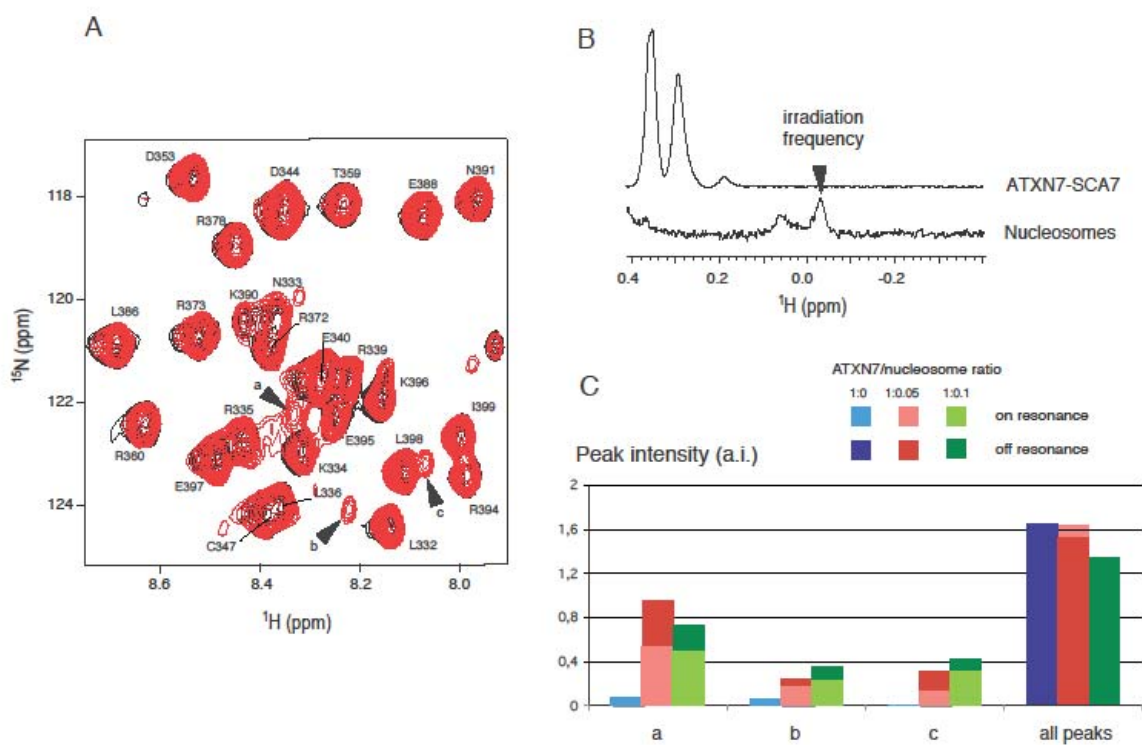 A
D353
D344
T359
E388
N391
118
R378
120
K390
N333
L386
R373
R372
E340
R339
a
K396
122
R335
I399
R360
E395
L398
E397
K334
124
L336
c
R394
b
C347
L332
8.6
8.4
8.2
8.0
¹⁵N (ppm)
¹H (ppm)
B
irradiation
frequency
ATXN7-SCA7
Nucleosomes
0.4
0.2
0.0
-0.2
¹H (ppm)
C
ATXN7/nucleosome ratio
1:0 1:0.05 1:0.1
on resonance
off resonance
Peak intensity (a.i.)
2
1,6
1,2
0,8
0,4
0
a b c all peaks